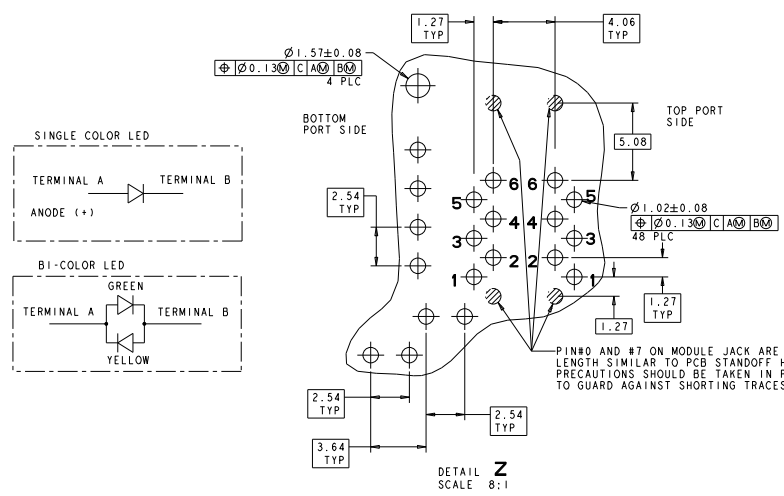 1.27
TYP
4.06
TYP
Ø1.57±0.08
⌖ Ø0.13Ⓜ C AⓂ BⓂ
4 PLC
BOTTOM
PORT SIDE
TOP PORT
SIDE
5.08
SINGLE COLOR LED
TERMINAL A TERMINAL B
ANODE (+)
2.54
TYP
6 6
5 5
4 4
3 3
2 2
1 1
Ø1.02±0.08
⌖ Ø0.13Ⓜ C AⓂ BⓂ
48 PLC
BI-COLOR LED
GREEN
TERMINAL A TERMINAL B
YELLOW
1.27
TYP
1.27
PIN#0 AND #7 ON MODULE JACK ARE
LENGTH SIMILAR TO PCB STANDOFF
PRECAUTIONS SHOULD BE TAKEN IN
TO GUARD AGAINST SHORTING TRACES
2.54
TYP
2.54
TYP
3.64
TYP
DETAIL Z
SCALE 8:1